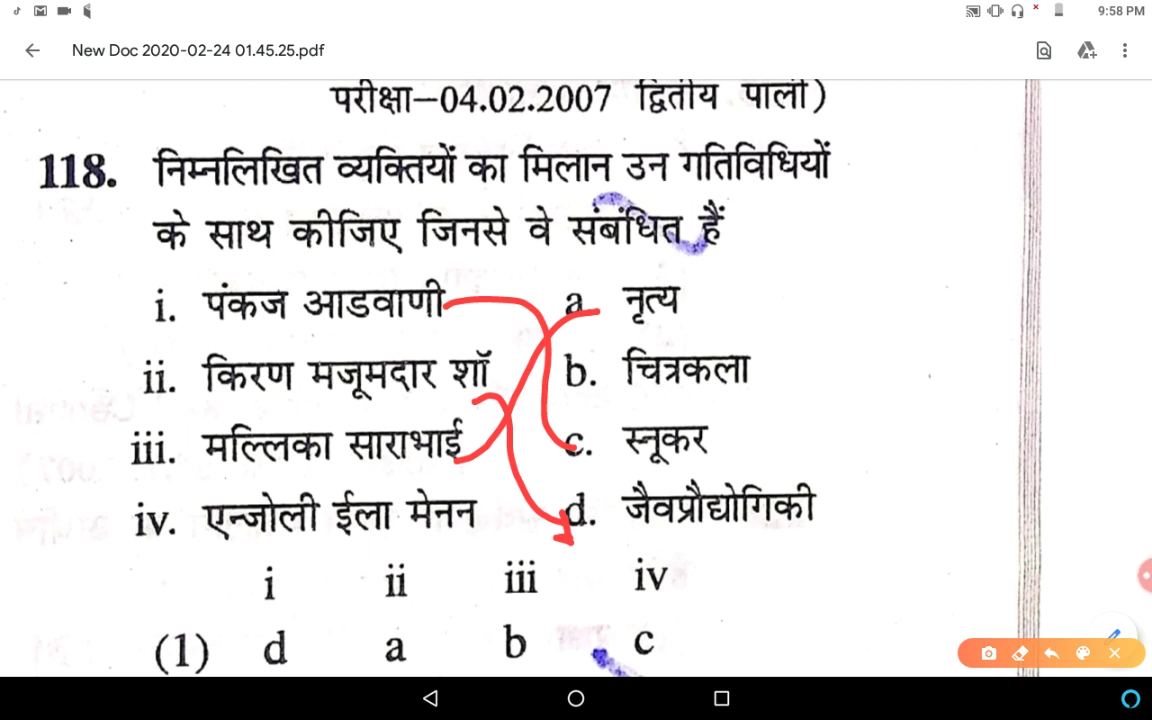 9:58 PM
New Doc 2020-02-24 01.45.25.pdf
परीक्षा–04.02.2007 द्वितीय पाली)
118. निम्नलिखित व्यक्तियों का मिलान उन गतिविधियों
के साथ कीजिए जिनसे वे संबंधित हैं
i. पंकज आडवाणी a. नृत्य
ii. किरण मजूमदार शॉ b. चित्रकला
iii. मल्लिका साराभाई c. स्नूकर
iv. एन्जोली ईला मेनन d. जैवप्रौद्योगिकी
i ii iii iv
(1) d a b c